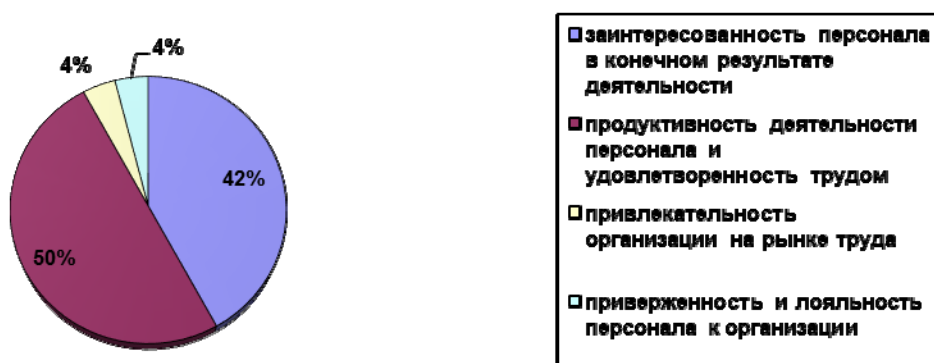 4%
4%
42%
50%
заинтересованность персонала
в конечном результате
деятельности
продуктивность деятельности
персонала и
удовлетворенность трудом
привлекательность
организации на рынке труда
приверженность и лояльность
персонала к организации